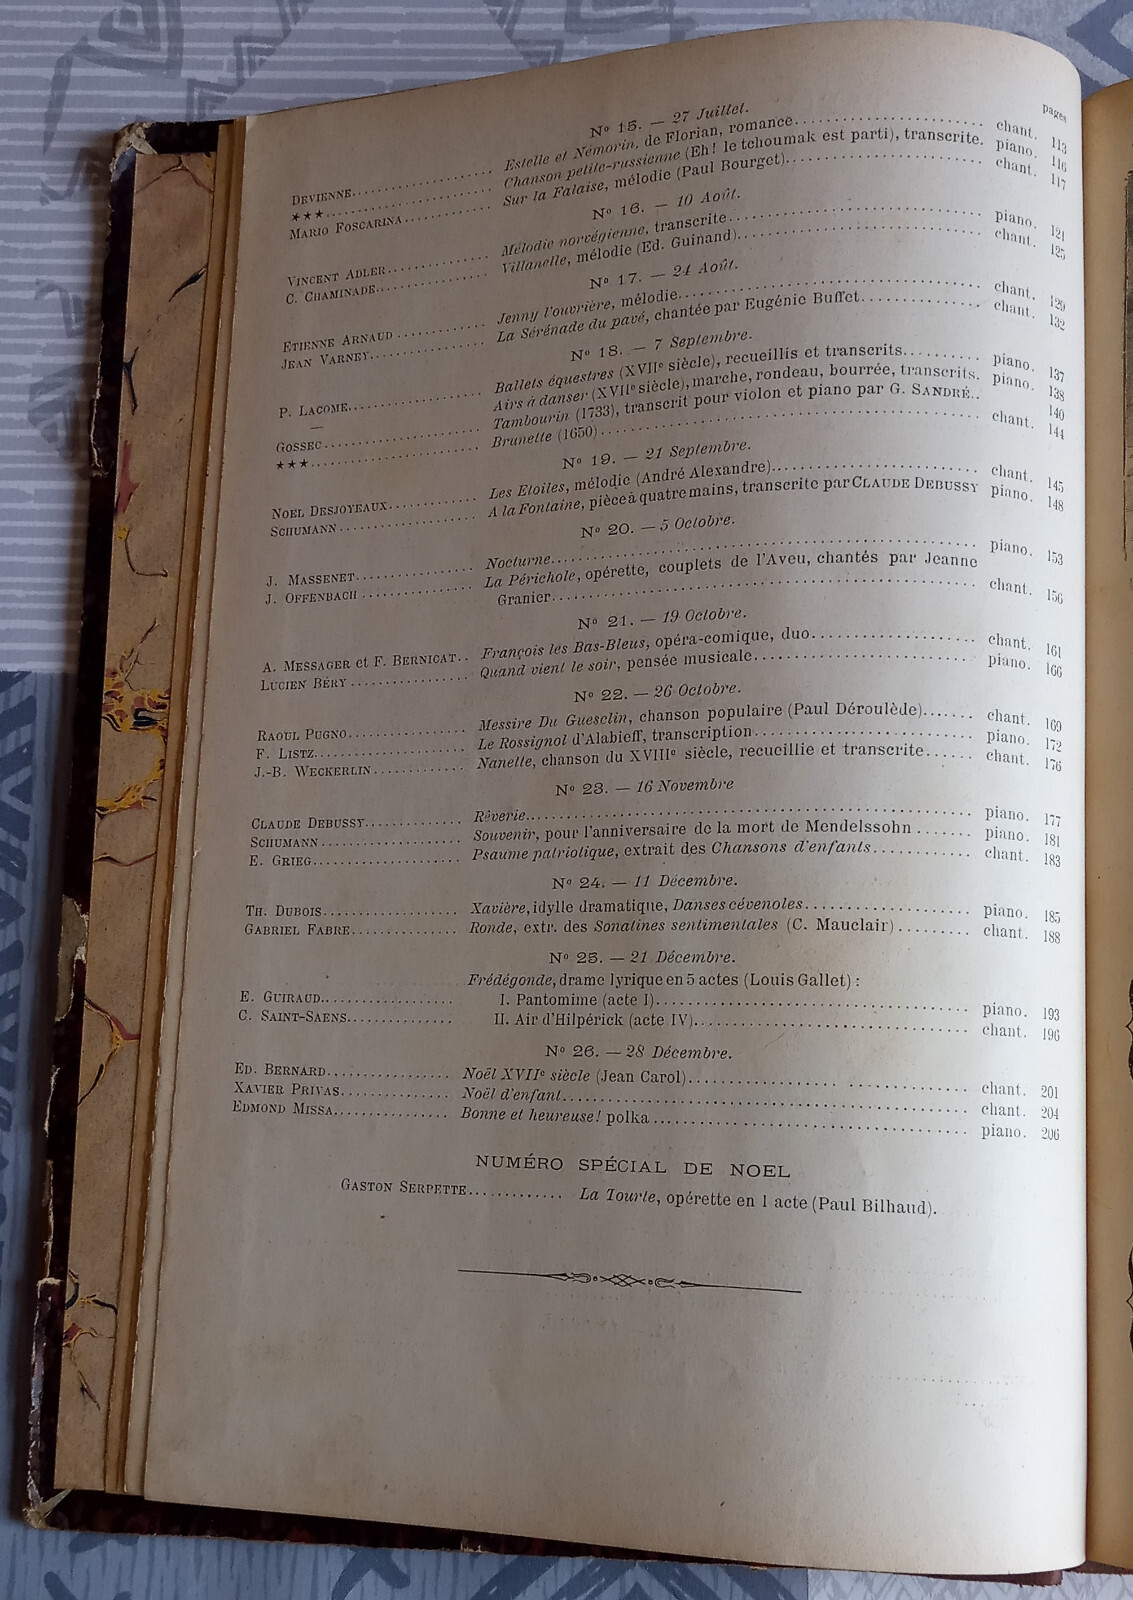 pages
N° 15. — 27 Juillet.
DEVIENNE.................... Estelle et Némorin, de Florian, romance.................... chant. 113
★★★.................... Chanson petite-russienne (Eh! le tchoumak est parti), transcrite. piano. 116
MARIO FOSCARINA.................... Sur la Falaise, mélodie (Paul Bourget).................... chant. 117
N° 16. — 10 Août.
VINCENT ADLER.................... Mélodie norvégienne, transcrite.................... piano. 121
C. CHAMINADE.................... Villanelle, mélodie (Ed. Guinand).................... chant. 125
N° 17. — 24 Août.
ETIENNE ARNAUD.................... Jenny l'ouvrière, mélodie.................... chant. 129
JEAN VARNEY.................... La Sérénade du pavé, chantée par Eugénie Buffet.................... chant. 132
N° 18. — 7 Septembre.
P. LACOME.................... Ballets équestres (XVIIe siècle), recueillis et transcrits.......... piano. 137
— Airs à danser (XVIIe siècle), marche, rondeau, bourrée, transcrits. piano. 138
GOSSEC.................... Tambourin (1733), transcrit pour violon et piano par G. SANDRÉ.. 140
★★★.................... Brunette (1650).................... chant. 144
N° 19. — 21 Septembre.
NOEL DESJOYEAUX.......... Les Etoiles, mélodie (André Alexandre).................... chant. 145
SCHUMANN.................... A la Fontaine, pièce à quatre mains, transcrite par CLAUDE DEBUSSY piano. 148
N° 20. — 5 Octobre.
J. MASSENET.................... Nocturne.................... piano. 153
J. OFFENBACH.................... La Périchole, opérette, couplets de l'Aveu, chantés par Jeanne
Granier.................... chant. 156
N° 21. — 19 Octobre.
A. MESSAGER et F. BERNICAT.. François les Bas-Bleus, opéra-comique, duo.................... chant. 161
LUCIEN BÉRY.................... Quand vient le soir, pensée musicale.................... piano. 166
N° 22. — 26 Octobre.
RAOUL PUGNO.................... Messire Du Guesclin, chanson populaire (Paul Déroulède)....... chant. 169
F. LISTZ.................... Le Rossignol d'Alabieff, transcription.................... piano. 172
J.-B. WECKERLIN............. Nanette, chanson du XVIIIe siècle, recueillie et transcrite...... chant. 176
N° 23. — 16 Novembre
CLAUDE DEBUSSY............. Rêverie.................... piano. 177
SCHUMANN.................... Souvenir, pour l'anniversaire de la mort de Mendelssohn ....... piano. 181
E. GRIEG.................... Psaume patriotique, extrait des Chansons d'enfants............ chant. 183
N° 24. — 11 Décembre.
TH. DUBOIS.................... Xavière, idylle dramatique, Danses cévenoles.................... piano. 185
GABRIEL FABRE............... Ronde, extr. des Sonatines sentimentales (C. Mauclair)......... chant. 188
N° 25. — 21 Décembre.
Frédégonde, drame lyrique en 5 actes (Louis Gallet) :
E. GUIRAUD.................... I. Pantomime (acte I).................... piano. 193
C. SAINT-SAENS............... II. Air d'Hilpérick (acte IV).................... chant. 196
N° 26. — 28 Décembre.
ED. BERNARD.................... Noël XVIIe siècle (Jean Carol).................... chant. 201
XAVIER PRIVAS............... Noël d'enfant.................... chant. 204
EDMOND MISSA............... Bonne et heureuse! polka.................... piano. 206
NUMÉRO SPÉCIAL DE NOEL
GASTON SERPETTE............. La Tourte, opérette en 1 acte (Paul Bilhaud).